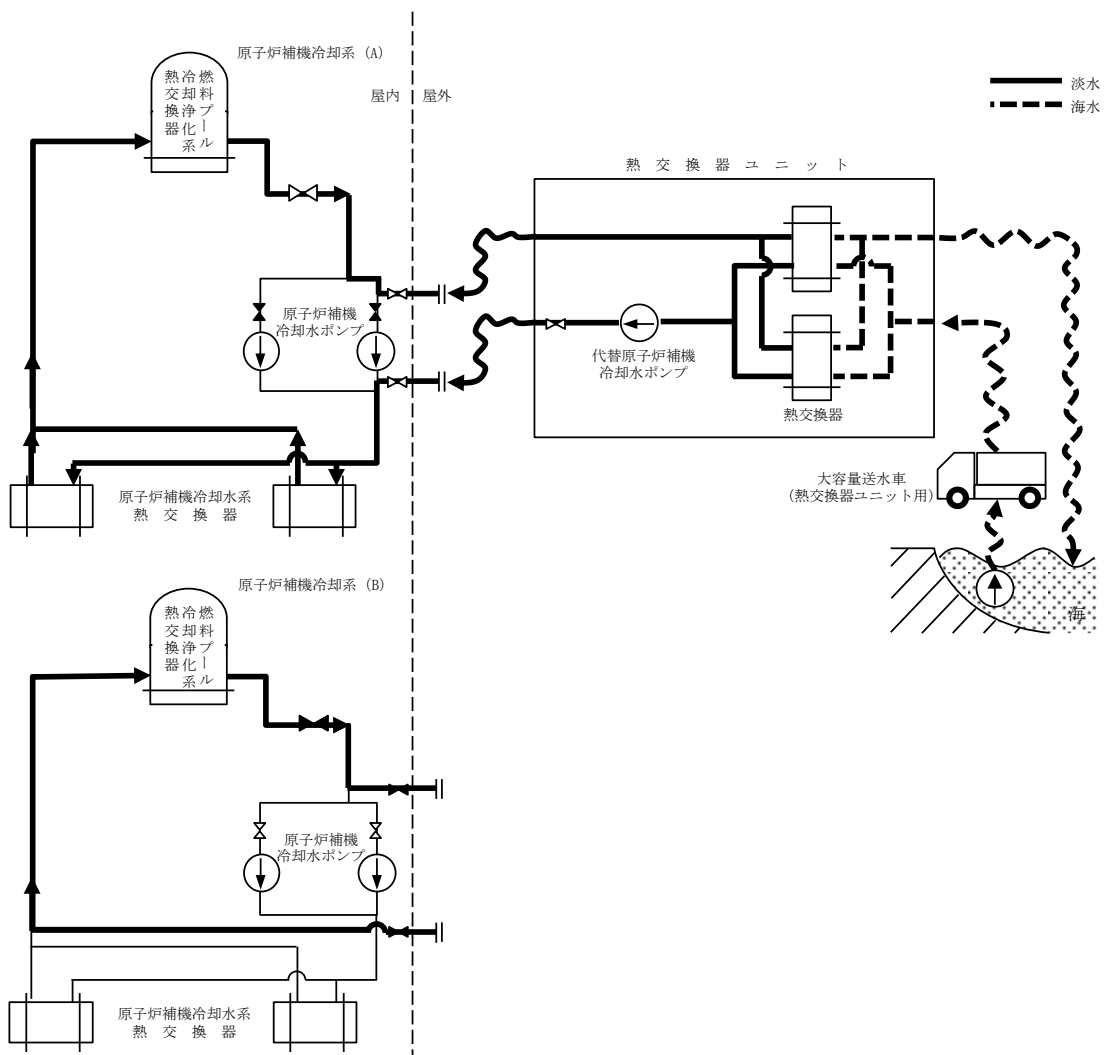 原子炉補機冷却系 (A)
燃料プール
冷却浄化系
熱交換器
屋内
屋外
淡水
海水
熱交換器ユニット
原子炉補機
冷却水ポンプ
代替原子炉補機
冷却水ポンプ
熱交換器
原子炉補機冷却水系
熱交換器
大容量送水車
(熱交換器ユニット用)
海
原子炉補機冷却系 (B)
燃料プール
冷却浄化系
熱交換器
原子炉補機
冷却水ポンプ
原子炉補機冷却水系
熱交換器